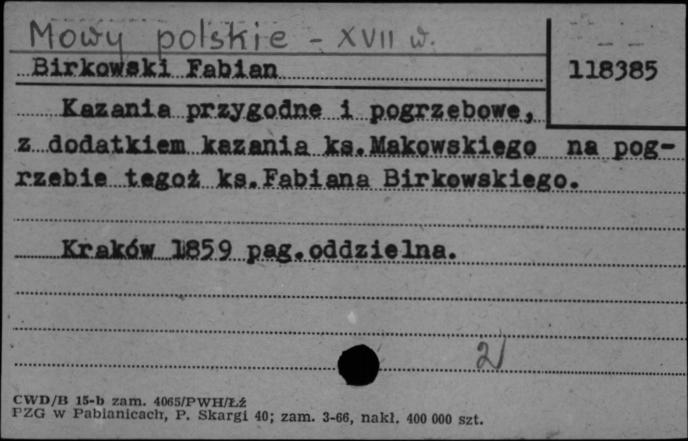 Mowy polskie - XVII w.
Birkowski Fabian
118385
Kazania przygodne i pogrzebowe,
z dodatkiem kazania ks.Makowskiego na pog-
rzebie tegoż ks.Fabiana Birkowskiego.
Kraków 1859 pag.oddzielna.
2
CWD/B 15-b zam. 4065/PWH/Łź
PZG w Pabianicach, P. Skargi 40; zam. 3-66, nakł. 400 000 szt.